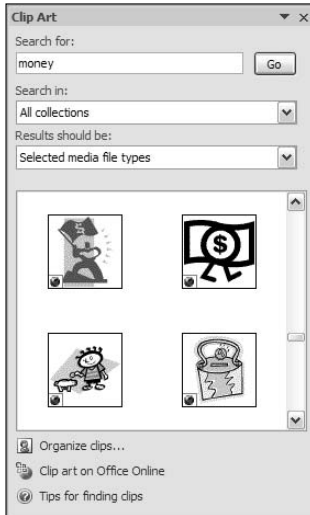 Clip Art
Search for:
money
Go
Search in:
All collections
Results should be:
Selected media file types
$
Organize clips...
Clip art on Office Online
Tips for finding clips